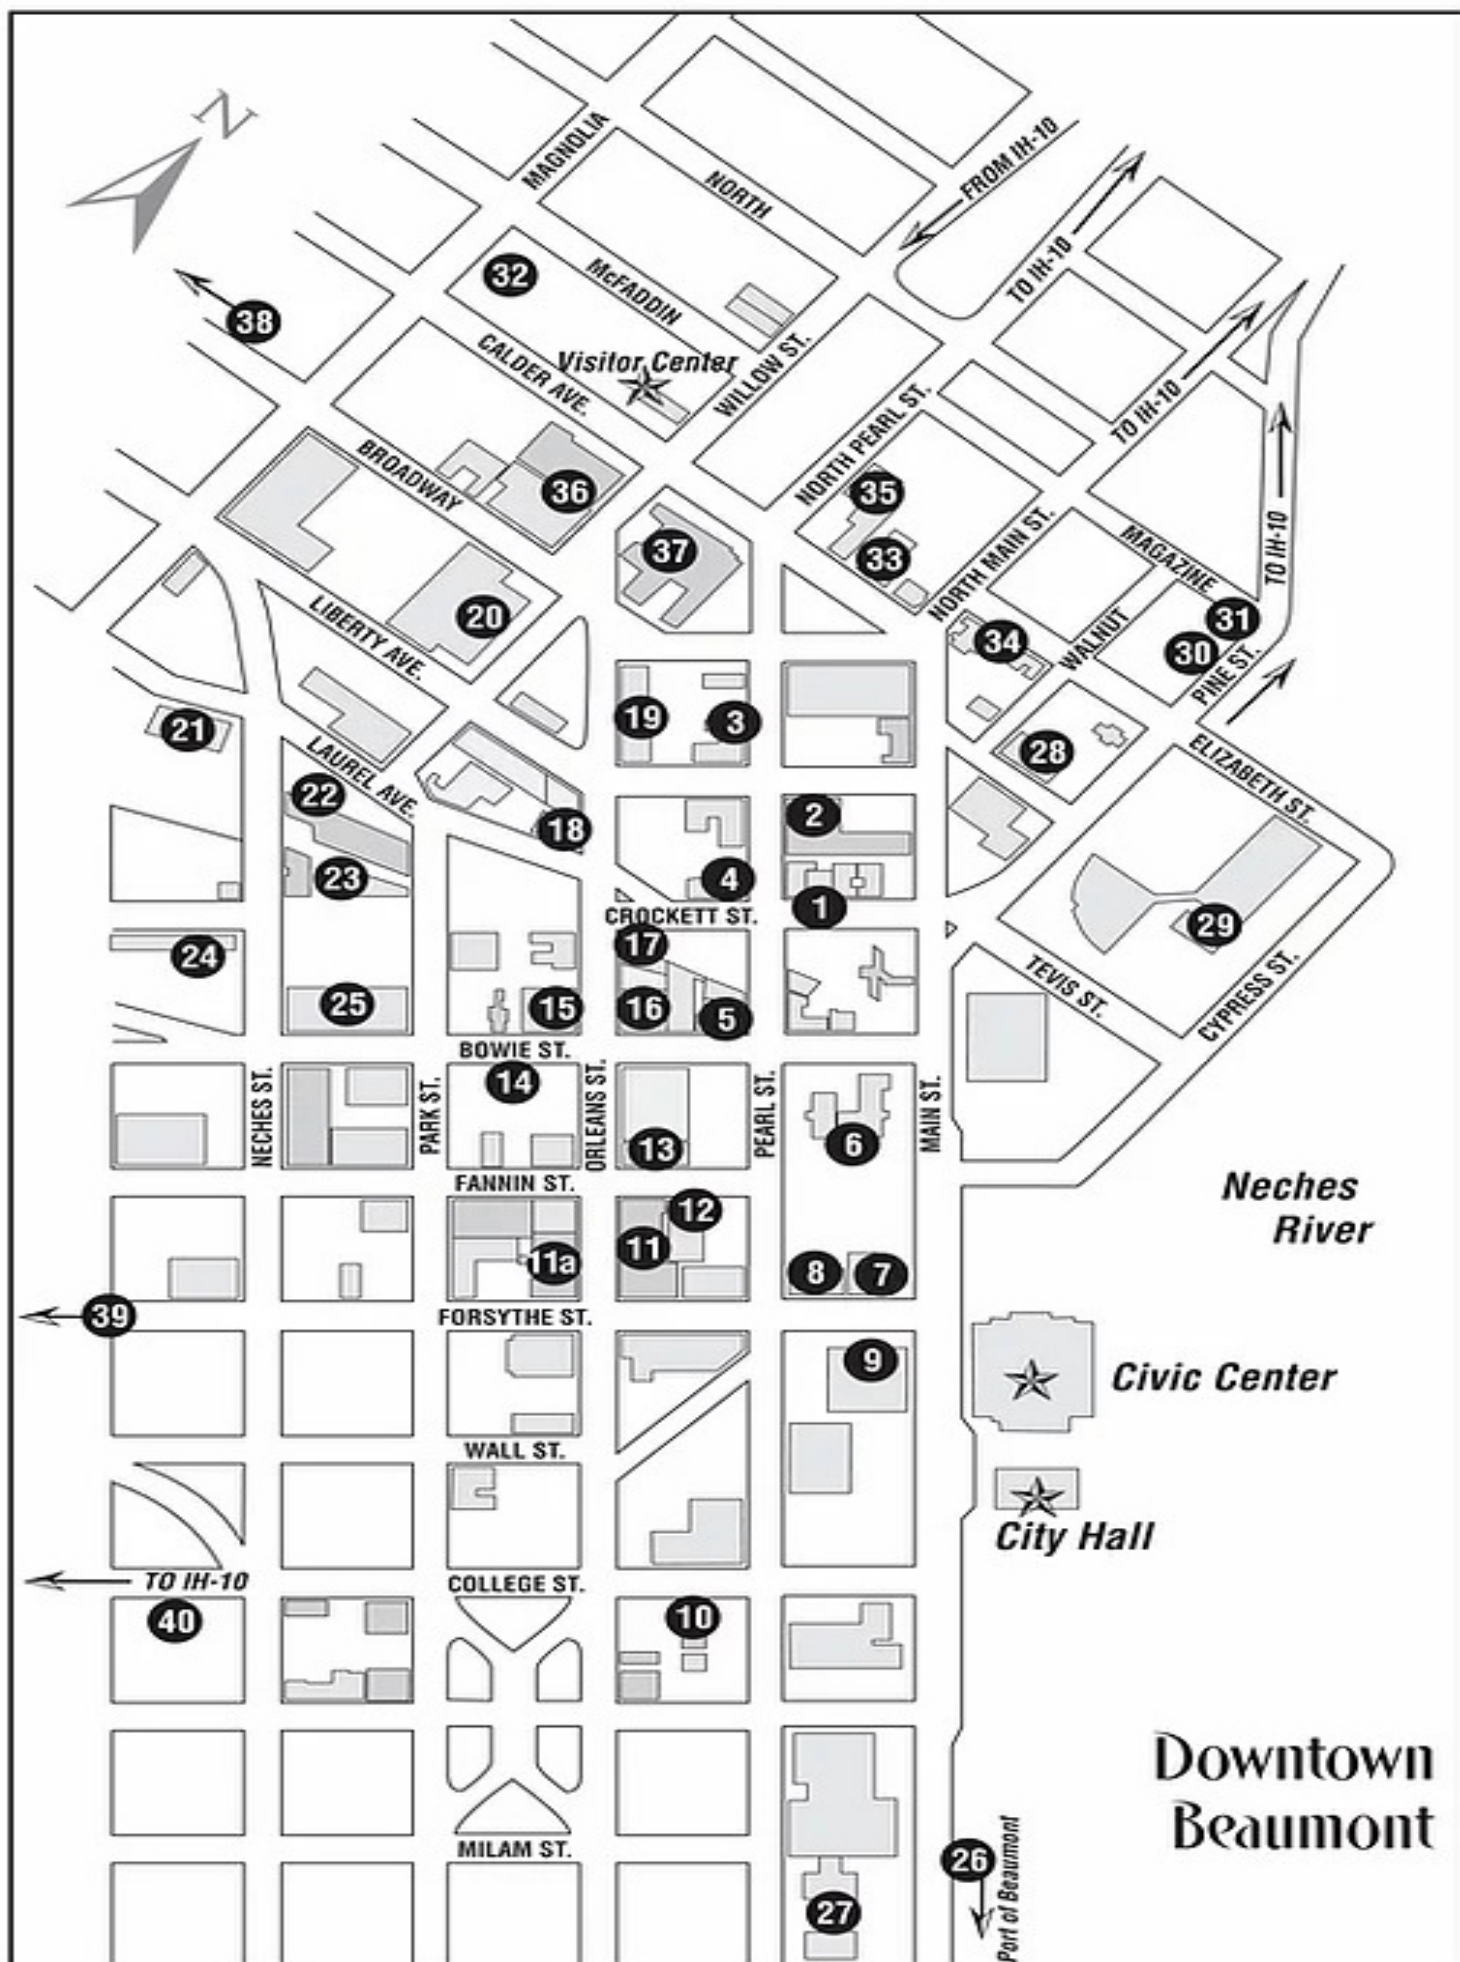 N
MAGNOLIA
FROM IH-10
NORTH
TO IH-10
32
McFADDIN
38
CALDER AVE.
Visitor Center
WILLOW ST.
TO IH-10
NORTH PEARL ST.
BROADWAY
36
35
37
33
NORTH MAIN ST.
MAGAZINE
TO IH-10
LIBERTY AVE.
20
34
WALNUT
31
30
PINE ST.
21
19
3
28
ELIZABETH ST.
LAUREL AVE.
22
18
2
23
4
1
CROCKETT ST.
17
29
24
25
15
16
5
TEVIS ST.
CYPRESS ST.
BOWIE ST.
14
NECHES ST.
PARK ST.
ORLEANS ST.
PEARL ST.
MAIN ST.
13
6
FANNIN ST.
Neches
River
12
11
11a
8
7
39
FORSYTHE ST.
9
Civic Center
WALL ST.
City Hall
TO IH-10
COLLEGE ST.
40
10
Downtown
Beaumont
MILAM ST.
26
Port of Beaumont
27